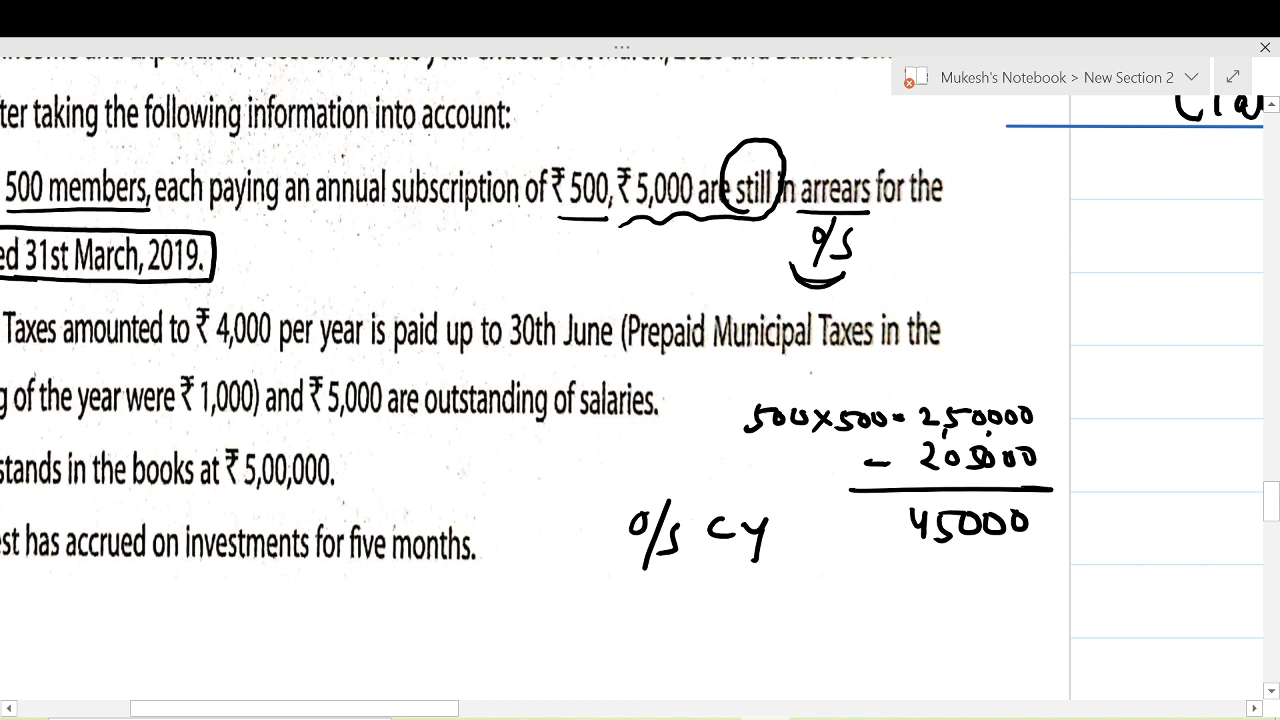 Mukesh's Notebook > New Section 2
ter taking the following information into account:
500 members, each paying an annual subscription of ₹ 500, ₹ 5,000 are still in arrears for the
O/S
ed 31st March, 2019.
Taxes amounted to ₹ 4,000 per year is paid up to 30th June (Prepaid Municipal Taxes in the
g of the year were ₹ 1,000) and ₹ 5,000 are outstanding of salaries.
500×500= 2,50,000
- 205000
stands in the books at ₹ 5,00,000.
45000
O/S CY
st has accrued on investments for five months.